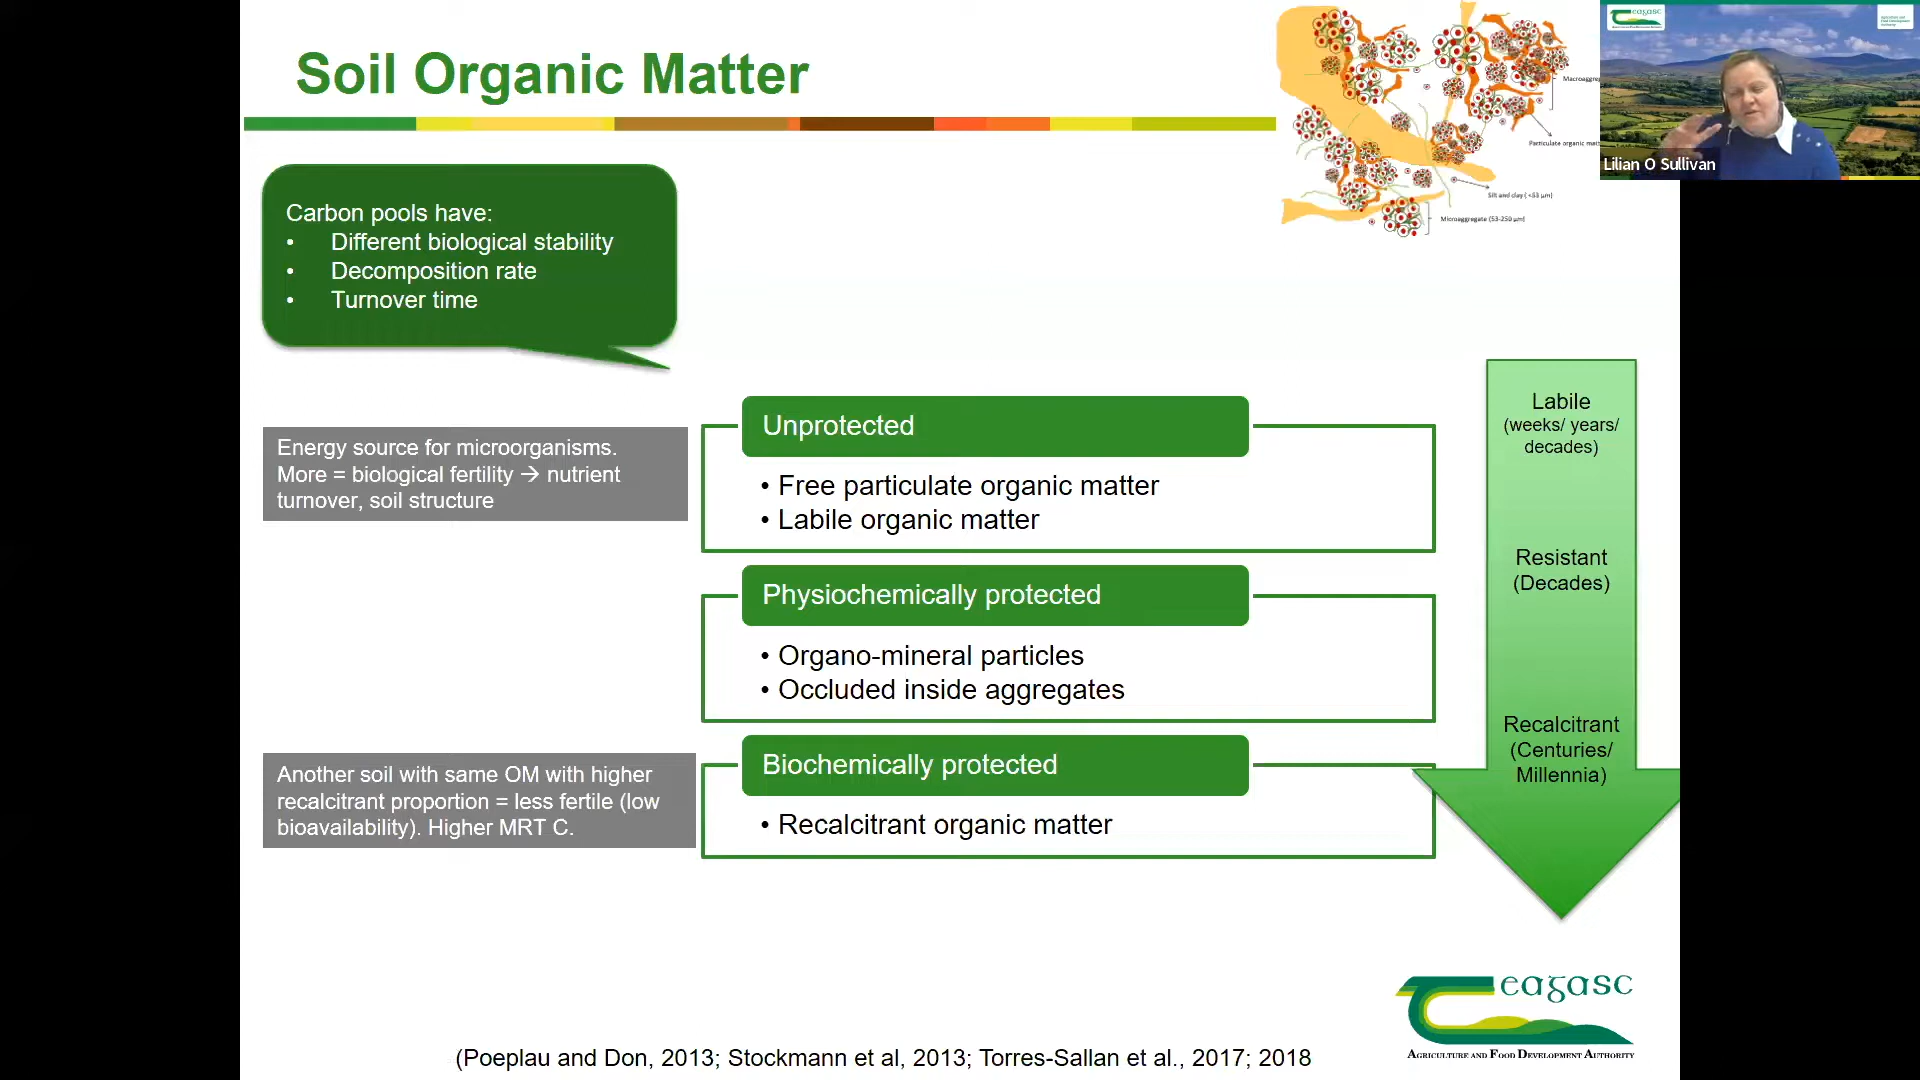 Soil Organic Matter
Carbon pools have:
• Different biological stability
• Decomposition rate
• Turnover time
Energy source for microorganisms.
More = biological fertility → nutrient
turnover, soil structure
Another soil with same OM with higher
recalcitrant proportion = less fertile (low
bioavailability). Higher MRT C.
Unprotected
• Free particulate organic matter
• Labile organic matter
Physiochemically protected
• Organo-mineral particles
• Occluded inside aggregates
Biochemically protected
• Recalcitrant organic matter
Labile
(weeks/ years/
decades)
Resistant
(Decades)
Recalcitrant
(Centuries/
Millennia)
Macroaggreg
Particulate organic mat
Silt and clay (<53 µm)
Microaggregate (53-250 µm)
eagasc
Lilian O Sullivan
eagasc
AGRICULTURE AND FOOD DEVELOPMENT AUTHORITY
(Poeplau and Don, 2013; Stockmann et al, 2013; Torres-Sallan et al., 2017; 2018